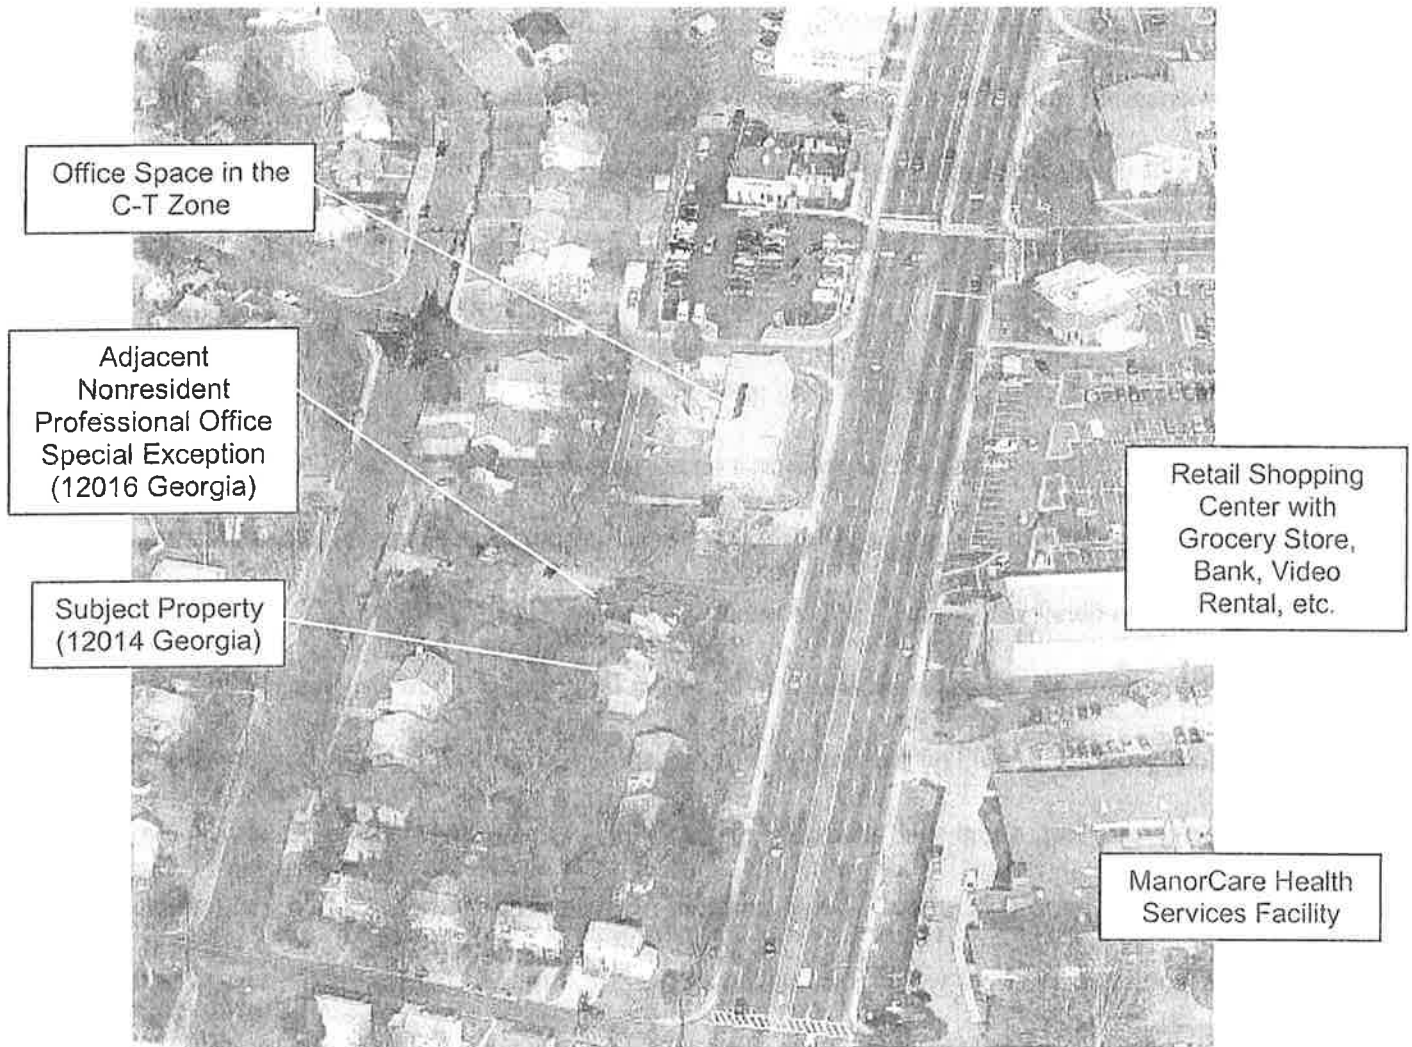 Office Space in the
C-T Zone
Adjacent
Nonresident
Professional Office
Special Exception
(12016 Georgia)
Subject Property
(12014 Georgia)
Retail Shopping
Center with
Grocery Store,
Bank, Video
Rental, etc.
ManorCare Health
Services Facility